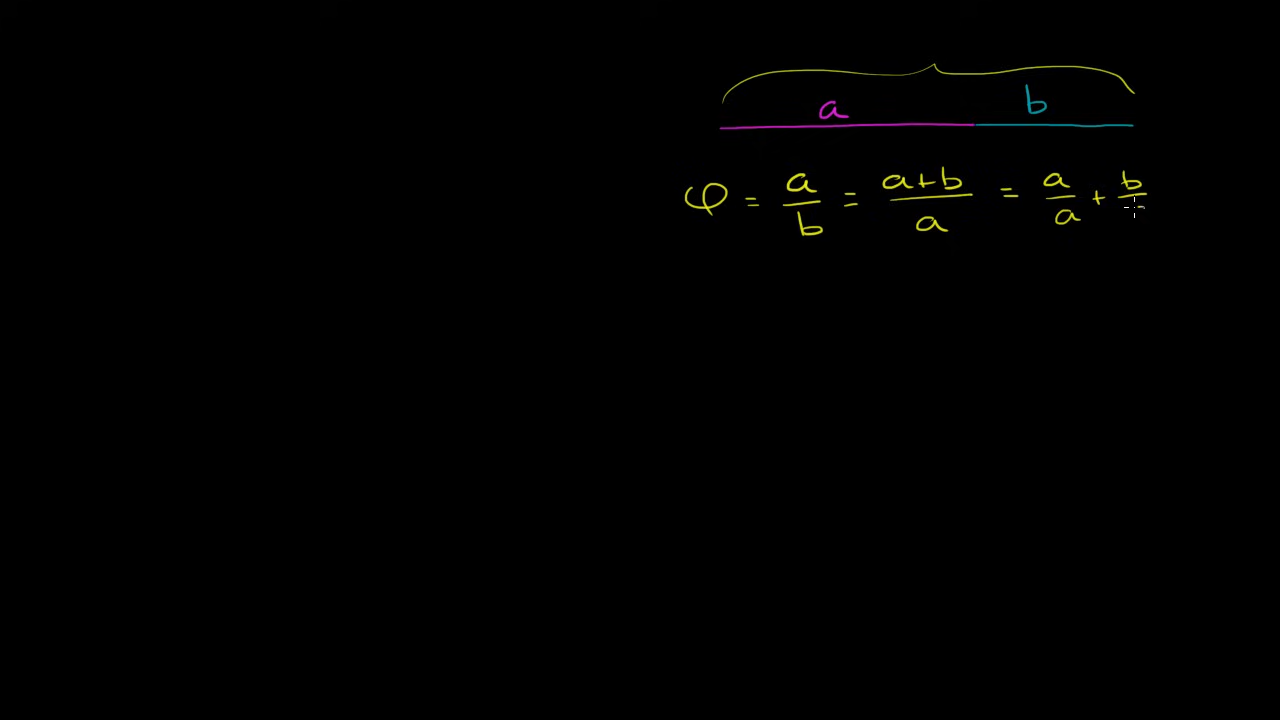 a b
φ = a/b = (a+b)/a = a/a + b/